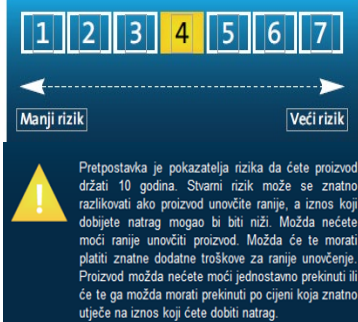 1 2 3 4 5 6 7
Manji rizik Veći rizik
!
Pretpostavka je pokazatelja rizika da ćete proizvod
držati 10 godina. Stvarni rizik može se znatno
razlikovati ako proizvod unovčite ranije, a iznos koji
dobijete natrag mogao bi biti niži. Možda nećete
moći ranije unovčiti proizvod. Možda će te morati
platiti znatne dodatne troškove za ranije unovčenje.
Proizvod možda nećete moći jednostavno prekinuti ili
će te ga možda morati prekinuti po cijeni koja znatno
utječe na iznos koji ćete dobiti natrag.